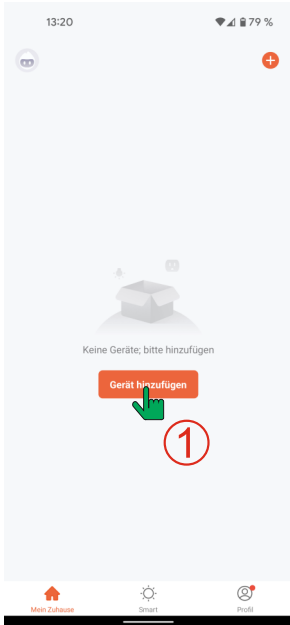 13:20 79 %
Keine Geräte; bitte hinzufügen
Gerät hinzufügen
1
Mein Zuhause Smart Profil